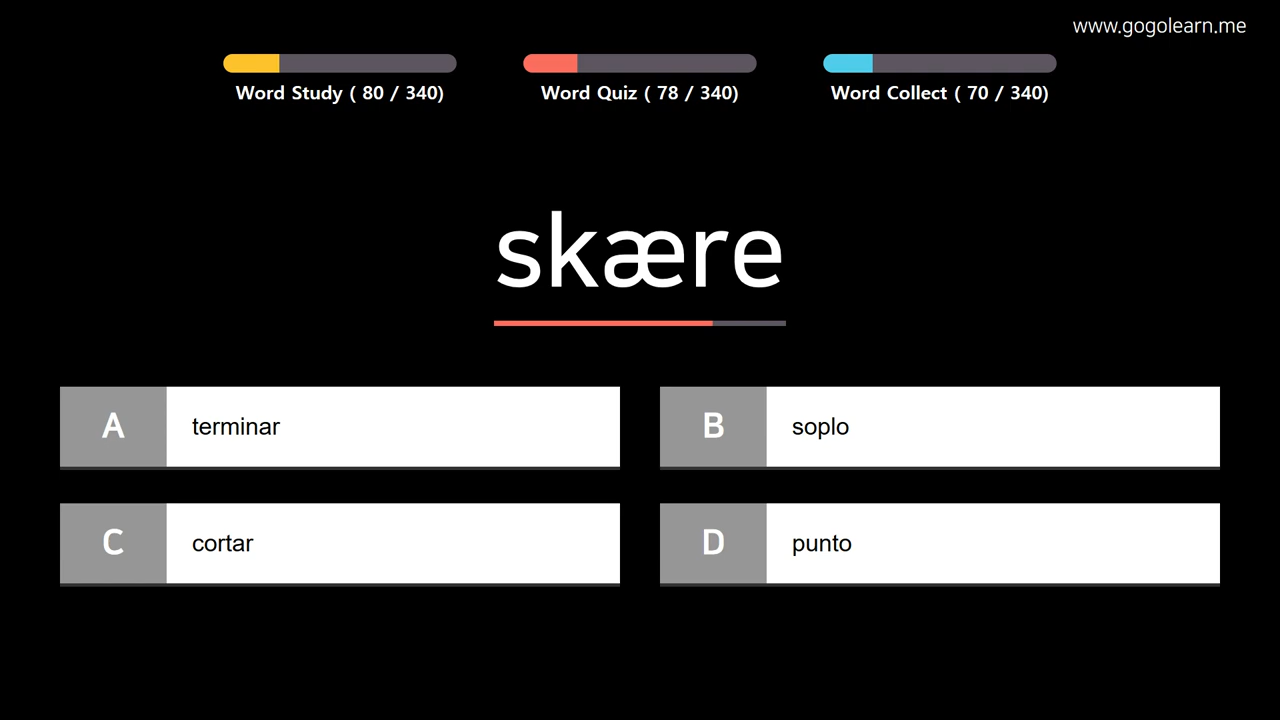 www.gogolearn.me
Word Study ( 80 / 340)
Word Quiz ( 78 / 340)
Word Collect ( 70 / 340)
skære
A terminar
B soplo
C cortar
D punto